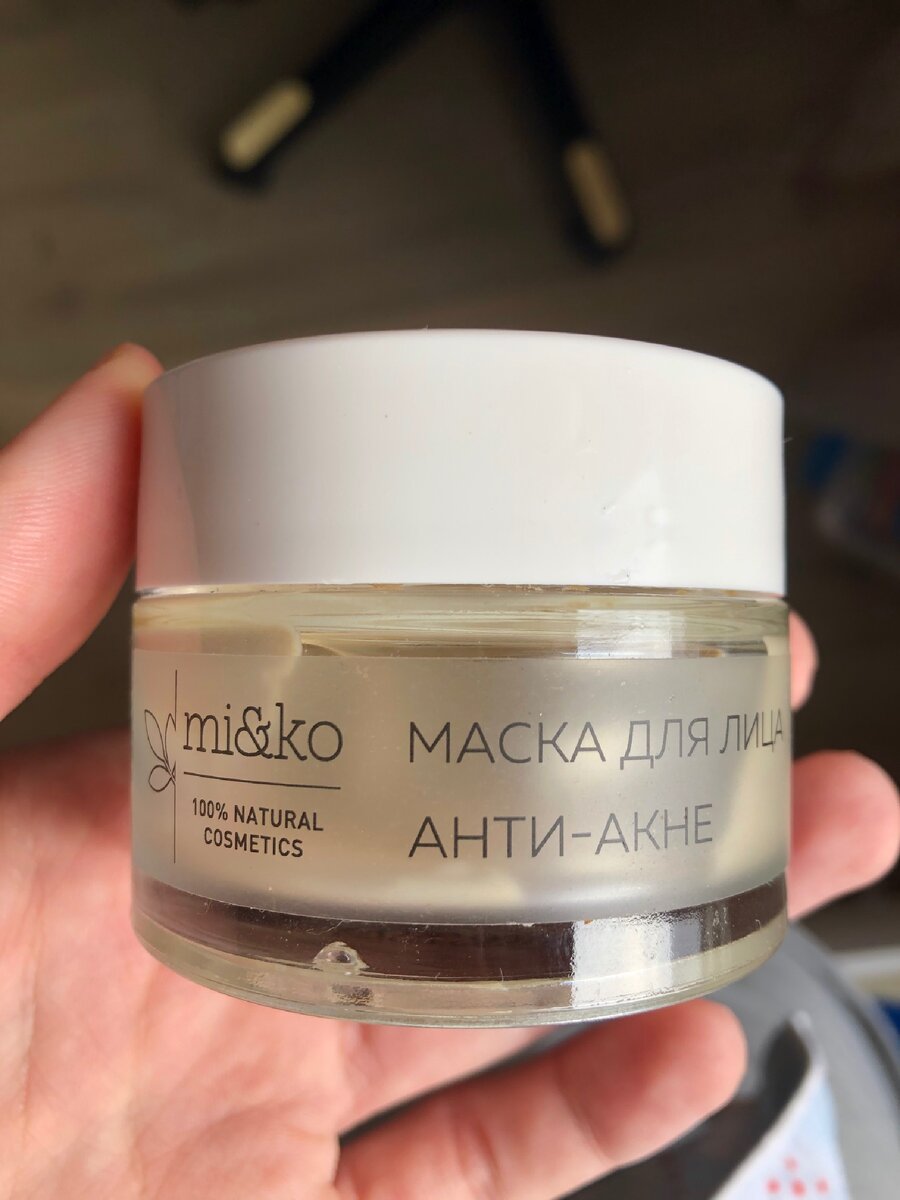 mi&ko
100% NATURAL
COSMETICS
МАСКА ДЛЯ ЛИЦА
АНТИ-АКНЕ